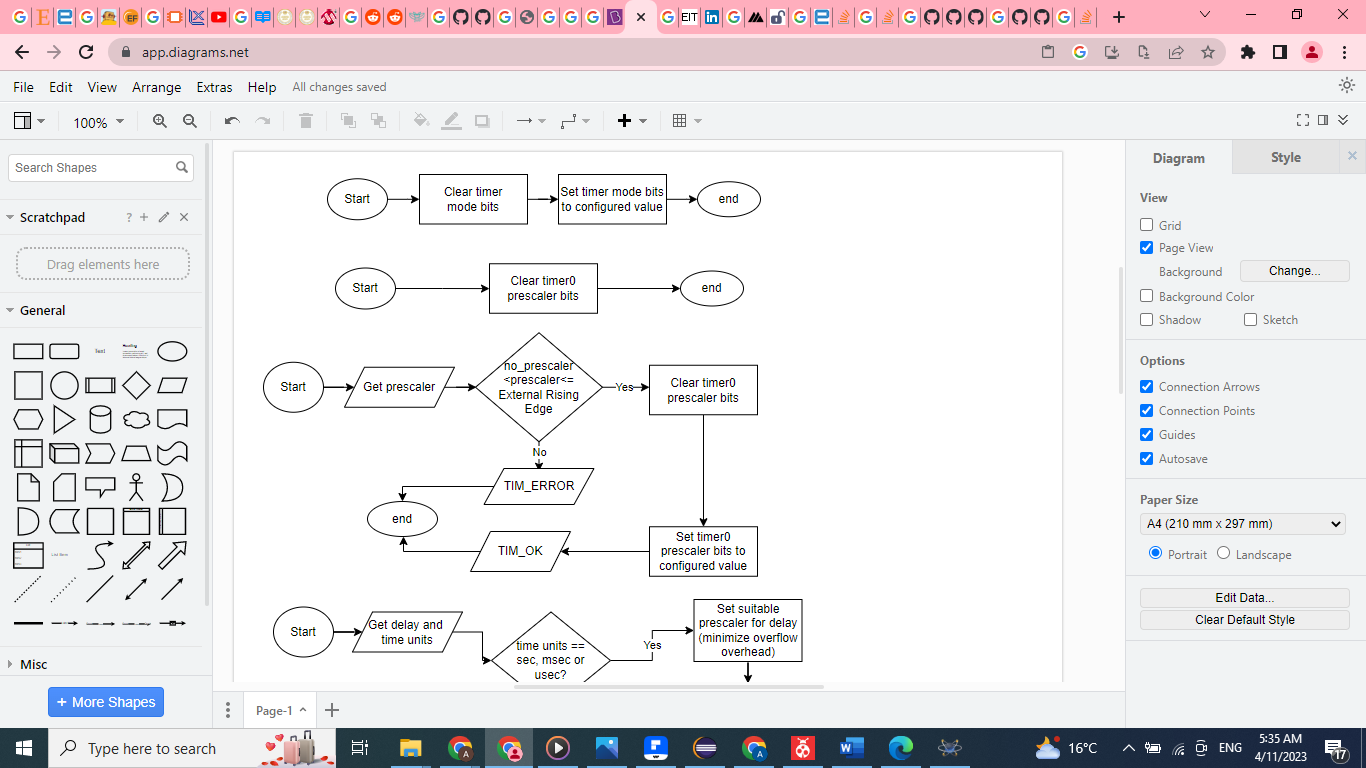 EIT
app.diagrams.net
File Edit View Arrange Extras Help All changes saved
100%
Search Shapes
Scratchpad
?
Drag elements here
General
Text
Heading
List Item
Misc
+ More Shapes
Start
Clear timer
mode bits
Set timer mode bits
to configured value
end
Start
Clear timer0
prescaler bits
end
Start
Get prescaler
no_prescaler
<prescaler<=
External Rising
Edge
Yes
Clear timer0
prescaler bits
No
TIM_ERROR
end
TIM_OK
Set timer0
prescaler bits to
configured value
Start
Get delay and
time units
time units ==
sec, msec or
usec?
Yes
Set suitable
prescaler for delay
(minimize overflow
overhead)
Page-1
Diagram
Style
View
Grid
Page View
Background
Change...
Background Color
Shadow
Sketch
Options
Connection Arrows
Connection Points
Guides
Autosave
Paper Size
A4 (210 mm x 297 mm)
Portrait
Landscape
Edit Data...
Clear Default Style
Type here to search
16°C
ENG
5:35 AM
4/11/2023
17